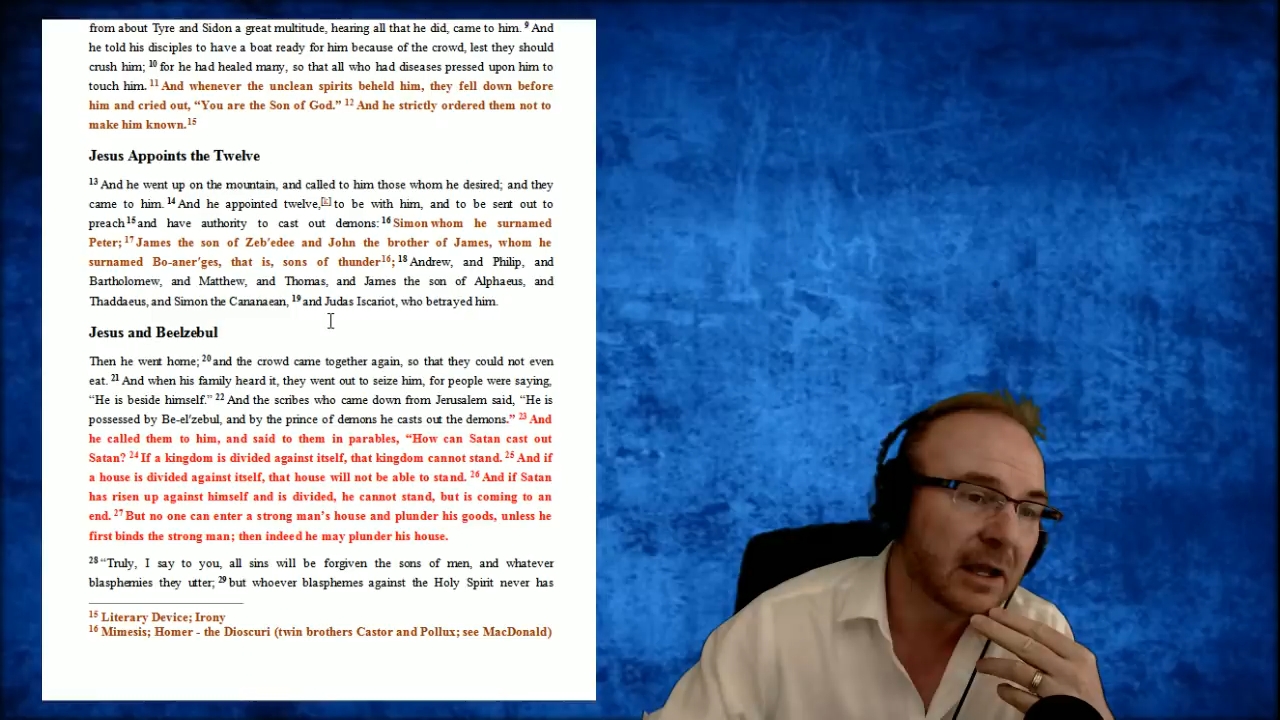 from about Tyre and Sidon a great multitude, hearing all that he did, came to him. 9 And
he told his disciples to have a boat ready for him because of the crowd, lest they should
crush him; 10 for he had healed many, so that all who had diseases pressed upon him to
touch him. 11 And whenever the unclean spirits beheld him, they fell down before
him and cried out, “You are the Son of God.” 12 And he strictly ordered them not to
make him known.15
Jesus Appoints the Twelve
13 And he went up on the mountain, and called to him those whom he desired; and they
came to him. 14 And he appointed twelve, to be with him, and to be sent out to
preach 15 and have authority to cast out demons: 16 Simon whom he surnamed
Peter; 17 James the son of Zeb′edee and John the brother of James, whom he
surnamed Bo-aner′ges, that is, sons of thunder16; 18 Andrew, and Philip, and
Bartholomew, and Matthew, and Thomas, and James the son of Alphaeus, and
Thaddaeus, and Simon the Cananaean, 19 and Judas Iscariot, who betrayed him.
Jesus and Beelzebul
Then he went home; 20 and the crowd came together again, so that they could not even
eat. 21 And when his family heard it, they went out to seize him, for people were saying,
“He is beside himself.” 22 And the scribes who came down from Jerusalem said, “He is
possessed by Be-el′zebul, and by the prince of demons he casts out the demons.” 23 And
he called them to him, and said to them in parables, “How can Satan cast out
Satan? 24 If a kingdom is divided against itself, that kingdom cannot stand. 25 And if
a house is divided against itself, that house will not be able to stand. 26 And if Satan
has risen up against himself and is divided, he cannot stand, but is coming to an
end. 27 But no one can enter a strong man’s house and plunder his goods, unless he
first binds the strong man; then indeed he may plunder his house.
28 “Truly, I say to you, all sins will be forgiven the sons of men, and whatever
blasphemies they utter; 29 but whoever blasphemes against the Holy Spirit never has
15 Literary Device; Irony
16 Mimesis; Homer - the Dioscuri (twin brothers Castor and Pollux; see MacDonald)